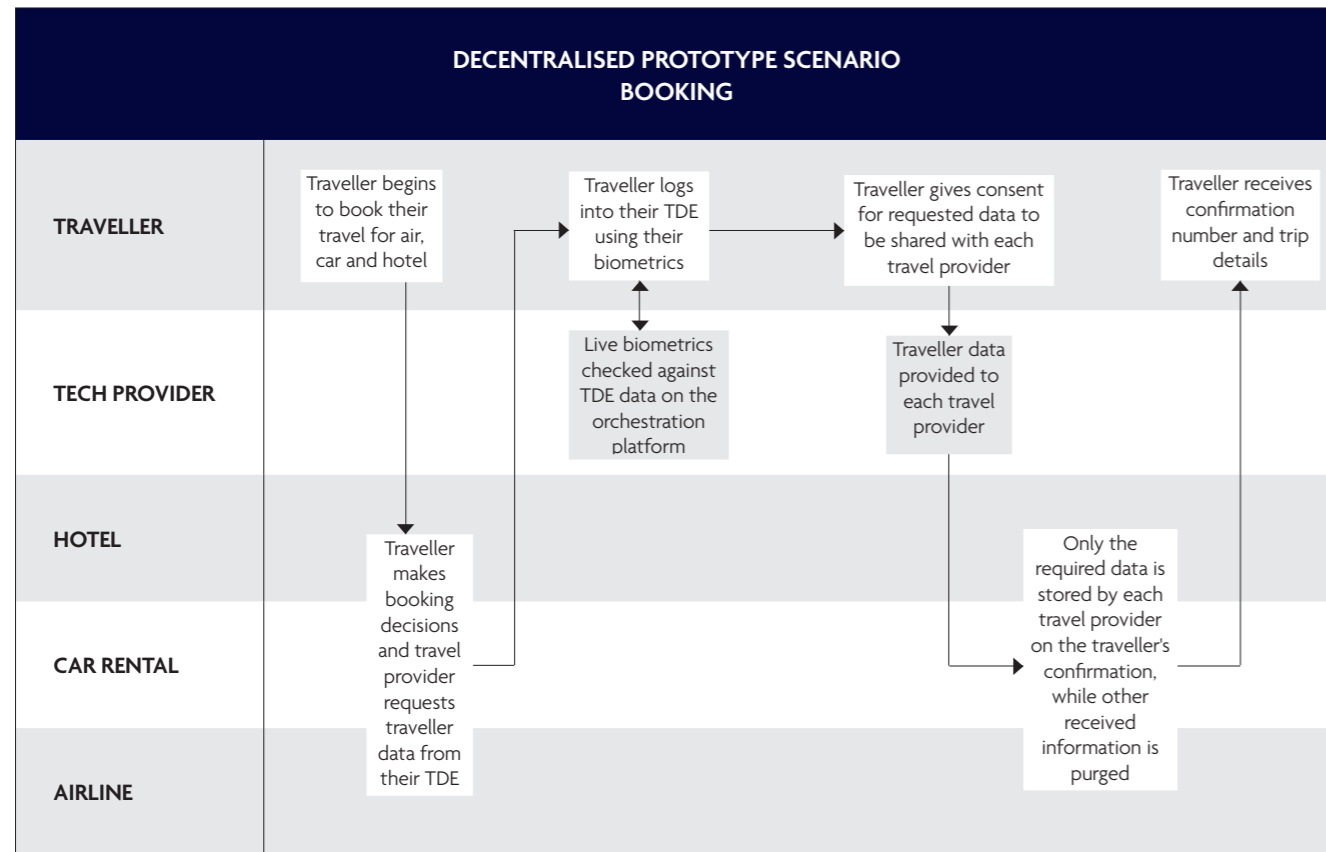 DECENTRALISED PROTOTYPE SCENARIO
BOOKING
TRAVELLER
Traveller begins
to book their
travel for air,
car and hotel
Traveller logs
into their TDE
using their
biometrics
Traveller gives consent
for requested data to
be shared with each
travel provider
Traveller receives
confirmation
number and trip
details
TECH PROVIDER
Live biometrics
checked against
TDE data on the
orchestration
platform
Traveller data
provided to
each travel
provider
HOTEL
CAR RENTAL
AIRLINE
Traveller
makes
booking
decisions
and travel
provider
requests
traveller
data from
their TDE
Only the
required data is
stored by each
travel provider
on the traveller's
confirmation,
while other
received
information is
purged